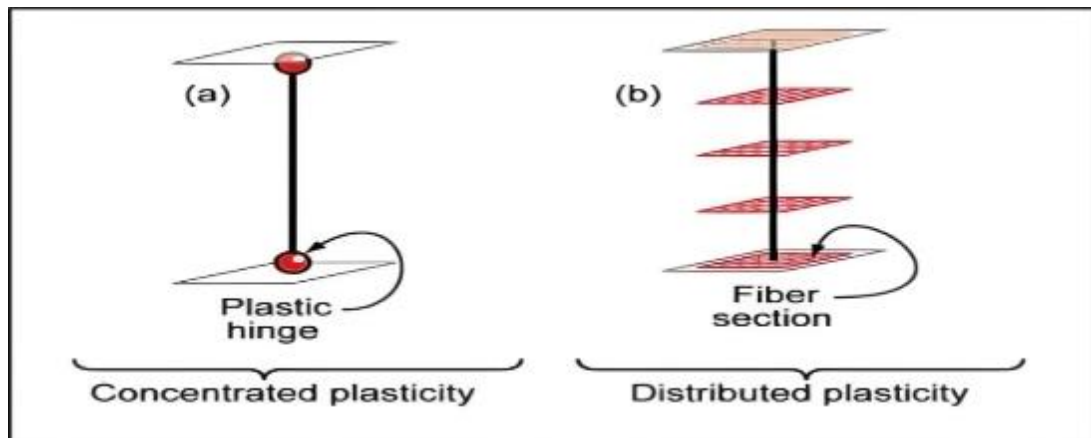 (a)
Plastic
hinge
Concentrated plasticity
(b)
Fiber
section
Distributed plasticity